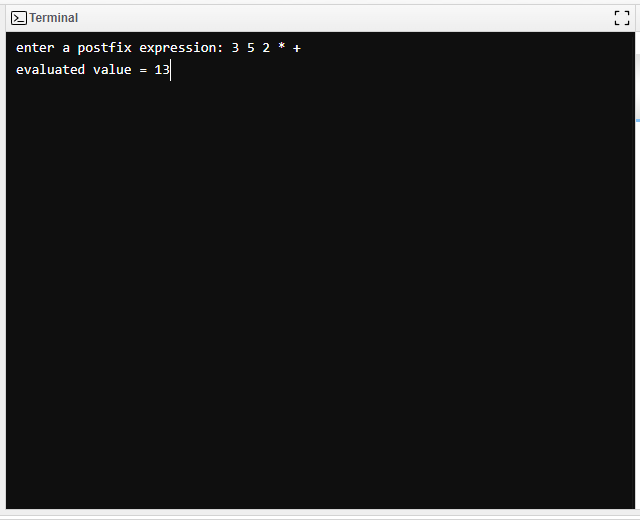 Terminal
enter a postfix expression: 3 5 2 * +
evaluated value = 13